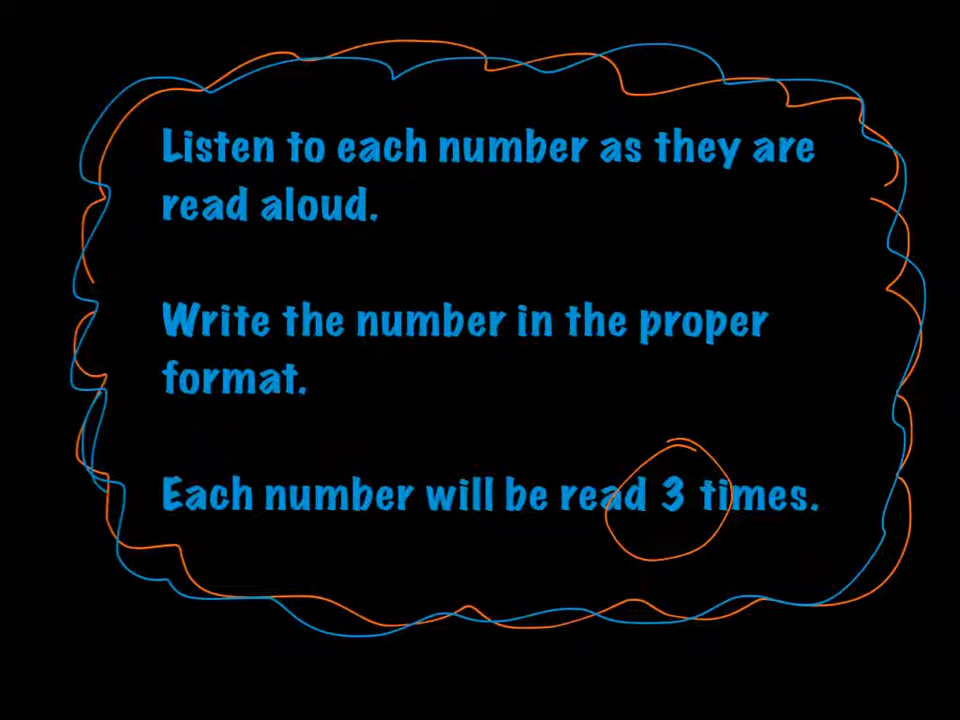 Listen to each number as they are
read aloud.
Write the number in the proper
format.
Each number will be read 3 times.